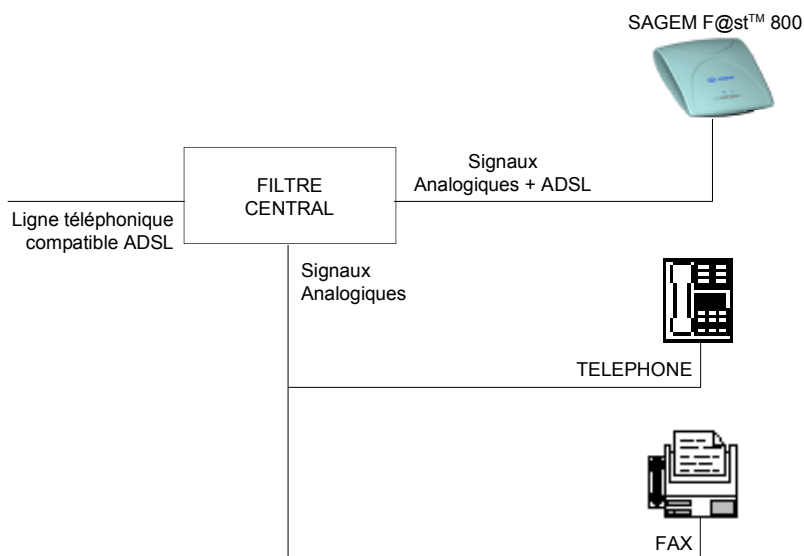 SAGEM F@st™ 800
Signaux
Analogiques + ADSL
FILTRE
CENTRAL
Ligne téléphonique
compatible ADSL
Signaux
Analogiques
TELEPHONE
FAX